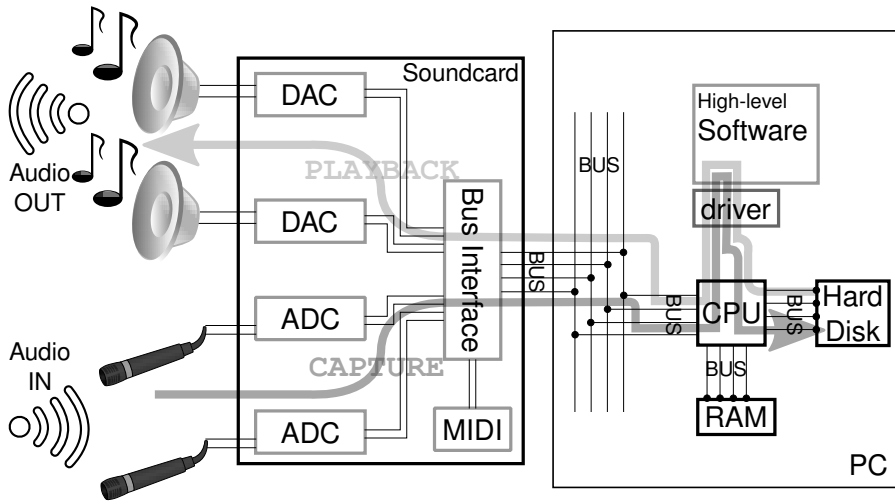 Soundcard
DAC
DAC
ADC
ADC
Audio
OUT
Audio
IN
PLAYBACK
CAPTURE
Bus Interface
MIDI
BUS
BUS
High-level
Software
driver
BUS
CPU
BUS
Hard
Disk
BUS
RAM
PC